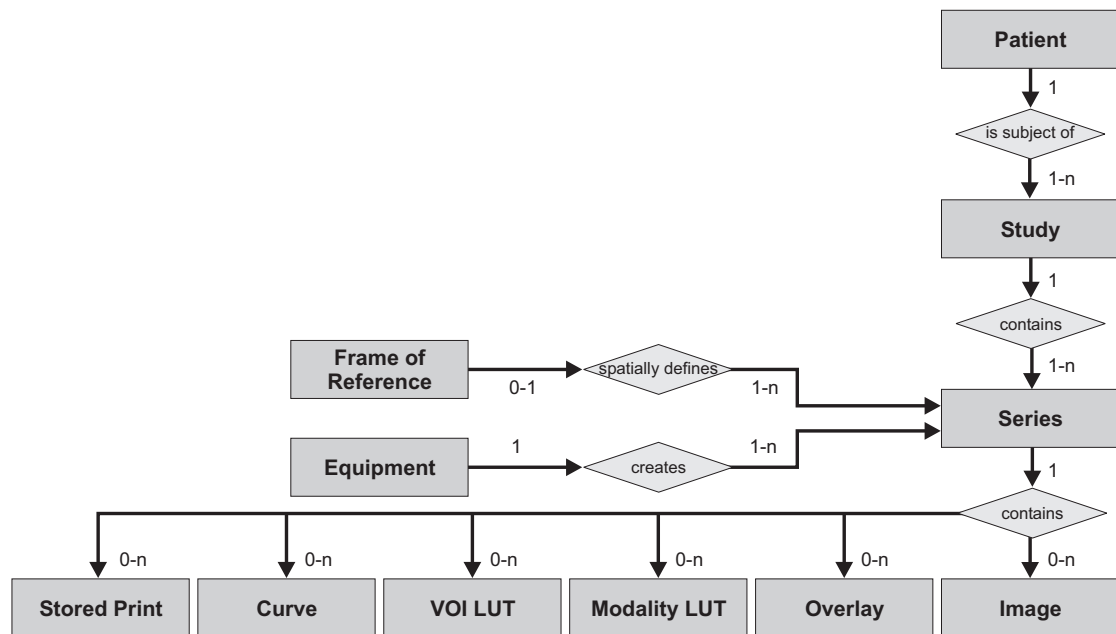 Patient
1
is subject of
1-n
Study
1
contains
1-n
Frame of
Reference
0-1
spatially defines
1-n
Series
Equipment
1
creates
1-n
1
contains
0-n
0-n
0-n
0-n
0-n
0-n
Stored Print
Curve
VOI LUT
Modality LUT
Overlay
Image